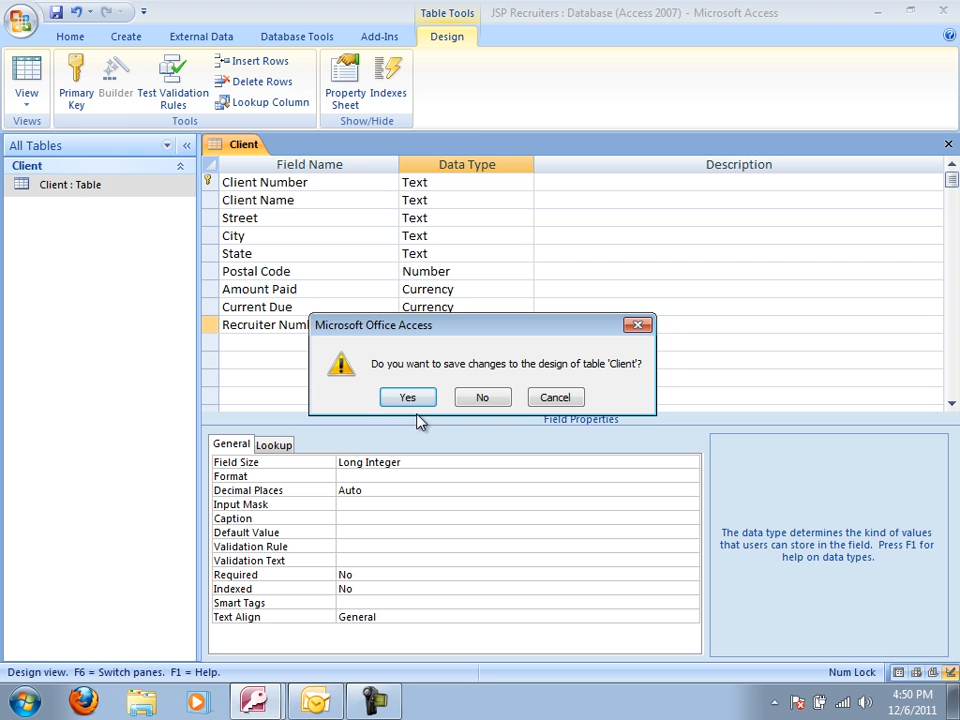 Table Tools
JSP Recruiters : Database (Access 2007) - Microsoft Access
Home
Create
External Data
Database Tools
Add-Ins
Design
View
Primary Key
Builder
Test Validation Rules
Insert Rows
Delete Rows
Lookup Column
Property Sheet
Indexes
Views
Tools
Show/Hide
All Tables
Client
Client : Table
Client
Field Name Data Type Description
Client Number Text
Client Name Text
Street Text
City Text
State Text
Postal Code Number
Amount Paid Currency
Current Due Currency
Recruiter Num
Microsoft Office Access
Do you want to save changes to the design of table 'Client'?
Yes No Cancel
Field Properties
General Lookup
Field Size Long Integer
Format
Decimal Places Auto
Input Mask
Caption
Default Value
Validation Rule
Validation Text
Required No
Indexed No
Smart Tags
Text Align General
The data type determines the kind of values
that users can store in the field. Press F1 for
help on data types.
Design view. F6 = Switch panes. F1 = Help.
Num Lock
4:50 PM
12/6/2011